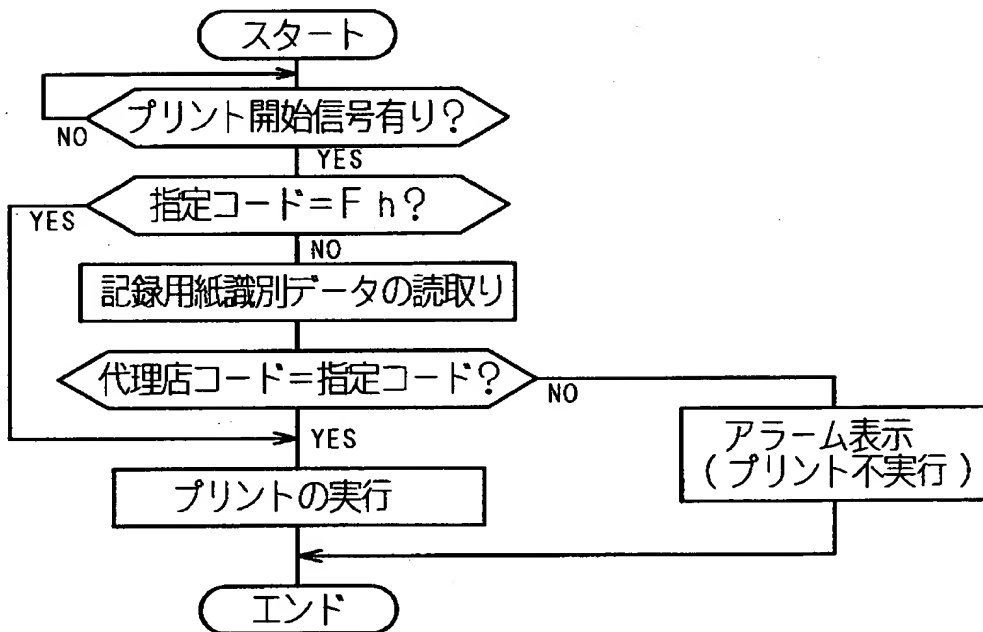 スタート
プリント開始信号有り?
NO
YES
指定コード=Fh?
YES
NO
記録用紙識別データの読取り
代理店コード=指定コード?
NO
YES
アラーム表示
(プリント不実行)
プリントの実行
エンド